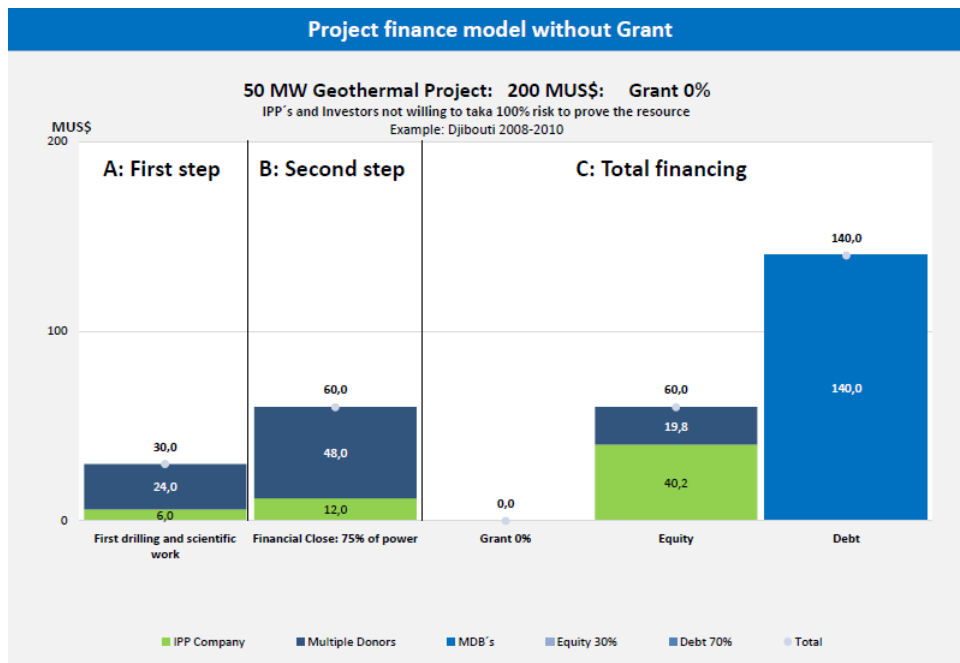 Project finance model without Grant
50 MW Geothermal Project: 200 MUS$: Grant 0%
IPP´s and Investors not willing to taka 100% risk to prove the resource
Example: Djibouti 2008-2010
MUS$
200
A: First step
B: Second step
C: Total financing
140,0
100
60,0
60,0
140,0
19,8
30,0
48,0
24,0
40,2
0,0
12,0
6,0
0
First drilling and scientific
work
Financial Close: 75% of power
Grant 0%
Equity
Debt
IPP Company
Multiple Donors
MDB´s
Equity 30%
Debt 70%
Total